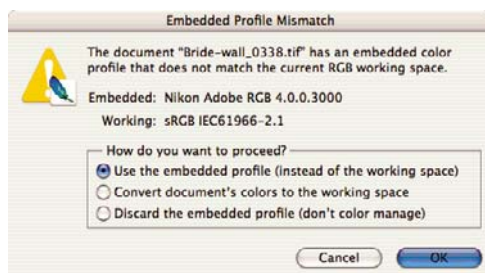 Embedded Profile Mismatch
The document "Bride-wall_0338.tif" has an embedded color
profile that does not match the current RGB working space.
Embedded: Nikon Adobe RGB 4.0.0.3000
Working: sRGB IEC61966-2.1
How do you want to proceed?
Use the embedded profile (instead of the working space)
Convert document's colors to the working space
Discard the embedded profile (don't color manage)
Cancel OK